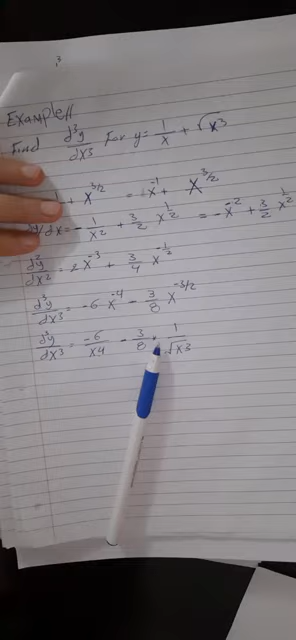 Example//
Find d³y/dx³ for y = 1/x + √x³
+ x^3/2 = x^-1 + x^3/2
dy/dx = -1/x² + 3/2 x^1/2 = -x^-2 + 3/2 x^1/2
d²y/dx² = 2x^-3 + 3/4 x^-1/2
d³y/dx³ = -6x^-4 - 3/8 x^-3/2
d³y/dx³ = -6/x4 - 3/8 · 1/√x3